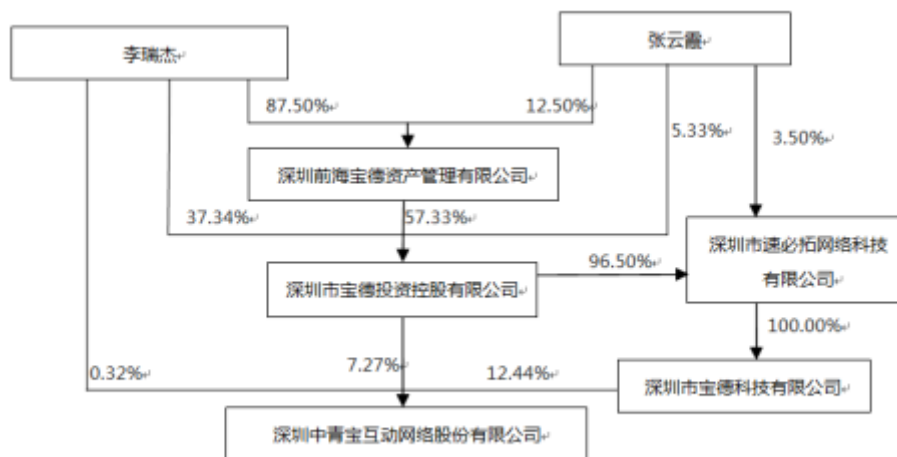 李瑞杰
张云霞
87.50%
12.50%
5.33%
3.50%
深圳前海宝德资产管理有限公司
37.34%
57.33%
深圳市速必拓网络科技
有限公司
96.50%
深圳市宝德投资控股有限公司
100.00%
0.32%
7.27%
12.44%
深圳市宝德科技有限公司
深圳中青宝互动网络股份有限公司